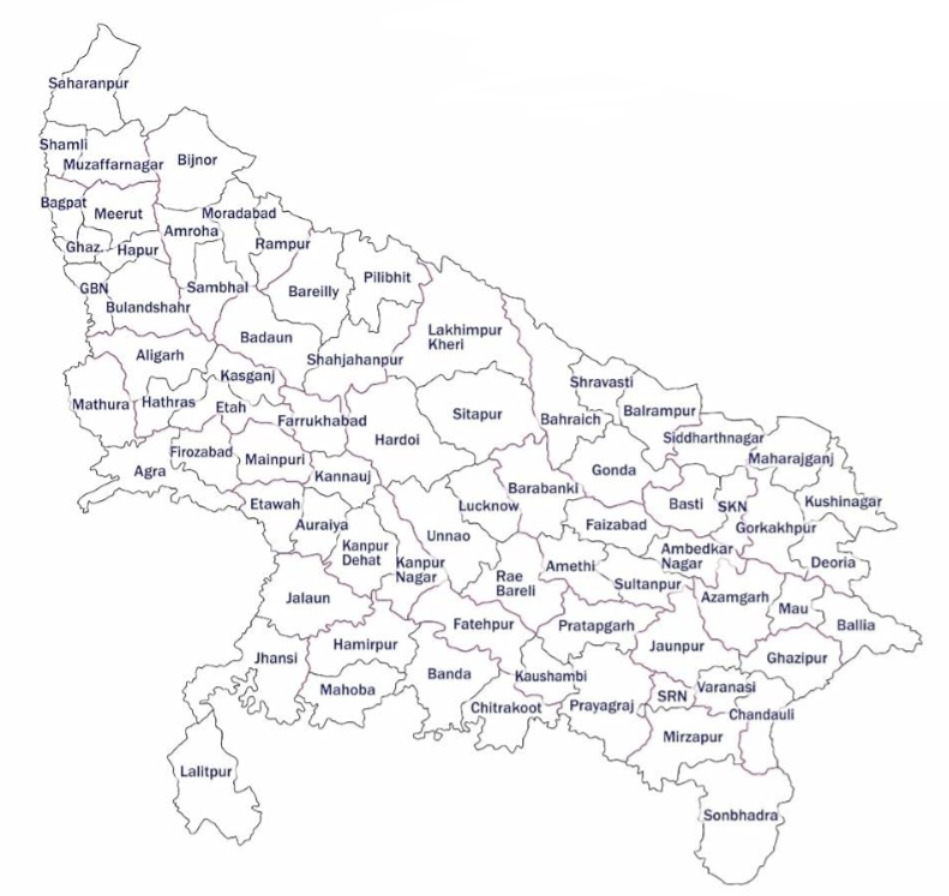 Saharanpur
Shamli
Muzaffarnagar
Bijnor
Bagpat
Meerut
Moradabad
Amroha
Rampur
Ghaz.
Hapur
GBN
Sambhal
Bareilly
Pilibhit
Bulandshahr
Badaun
Lakhimpur
Kheri
Aligarh
Shahjahanpur
Kasganj
Shravasti
Mathura
Hathras
Etah
Farrukhabad
Hardoi
Sitapur
Bahraich
Balrampur
Siddharthnagar
Maharajganj
Agra
Firozabad
Mainpuri
Kannauj
Gonda
Barabanki
Etawah
Lucknow
Basti
SKN
Kushinagar
Auraiya
Unnao
Faizabad
Gorkakhpur
Kanpur
Dehat
Kanpur
Nagar
Rae
Bareli
Amethi
Ambedkar
Nagar
Sultanpur
Deoria
Jalaun
Azamgarh
Mau
Ballia
Fatehpur
Pratapgarh
Jhansi
Hamirpur
Jaunpur
Ghazipur
Mahoba
Banda
Kaushambi
Chitrakoot
Prayagraj
SRN
Varanasi
Chandauli
Mirzapur
Lalitpur
Sonbhadra